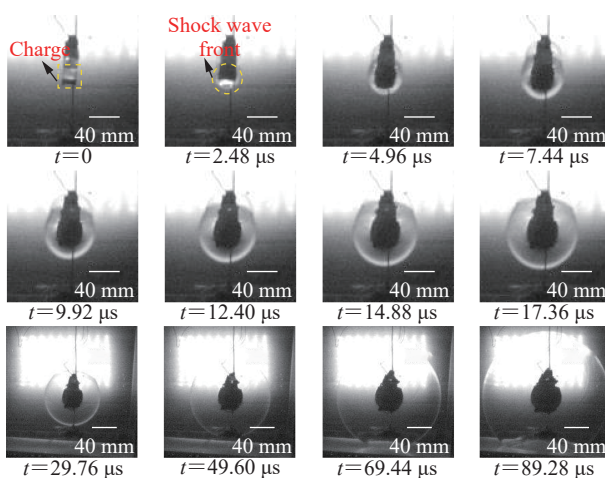 Charge
Shock wave
front
40 mm
40 mm
40 mm
40 mm
t=0
t=2.48 μs
t=4.96 μs
t=7.44 μs
40 mm
40 mm
40 mm
40 mm
t=9.92 μs
t=12.40 μs
t=14.88 μs
t=17.36 μs
40 mm
40 mm
40 mm
40 mm
t=29.76 μs
t=49.60 μs
t=69.44 μs
t=89.28 μs